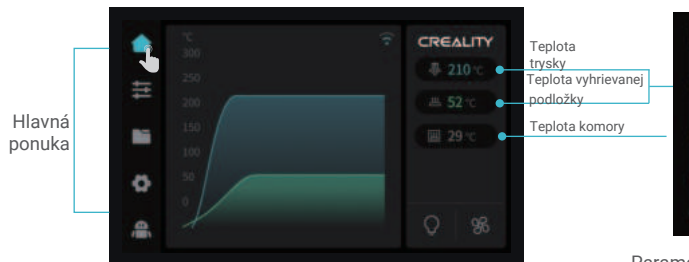 Hlavná
ponuka
°C
300
250
200
150
100
50
0
CREALITY
210 °C
52 °C
29 °C
Teplota
trysky
Teplota vyhrievanej
podložky
Teplota komory